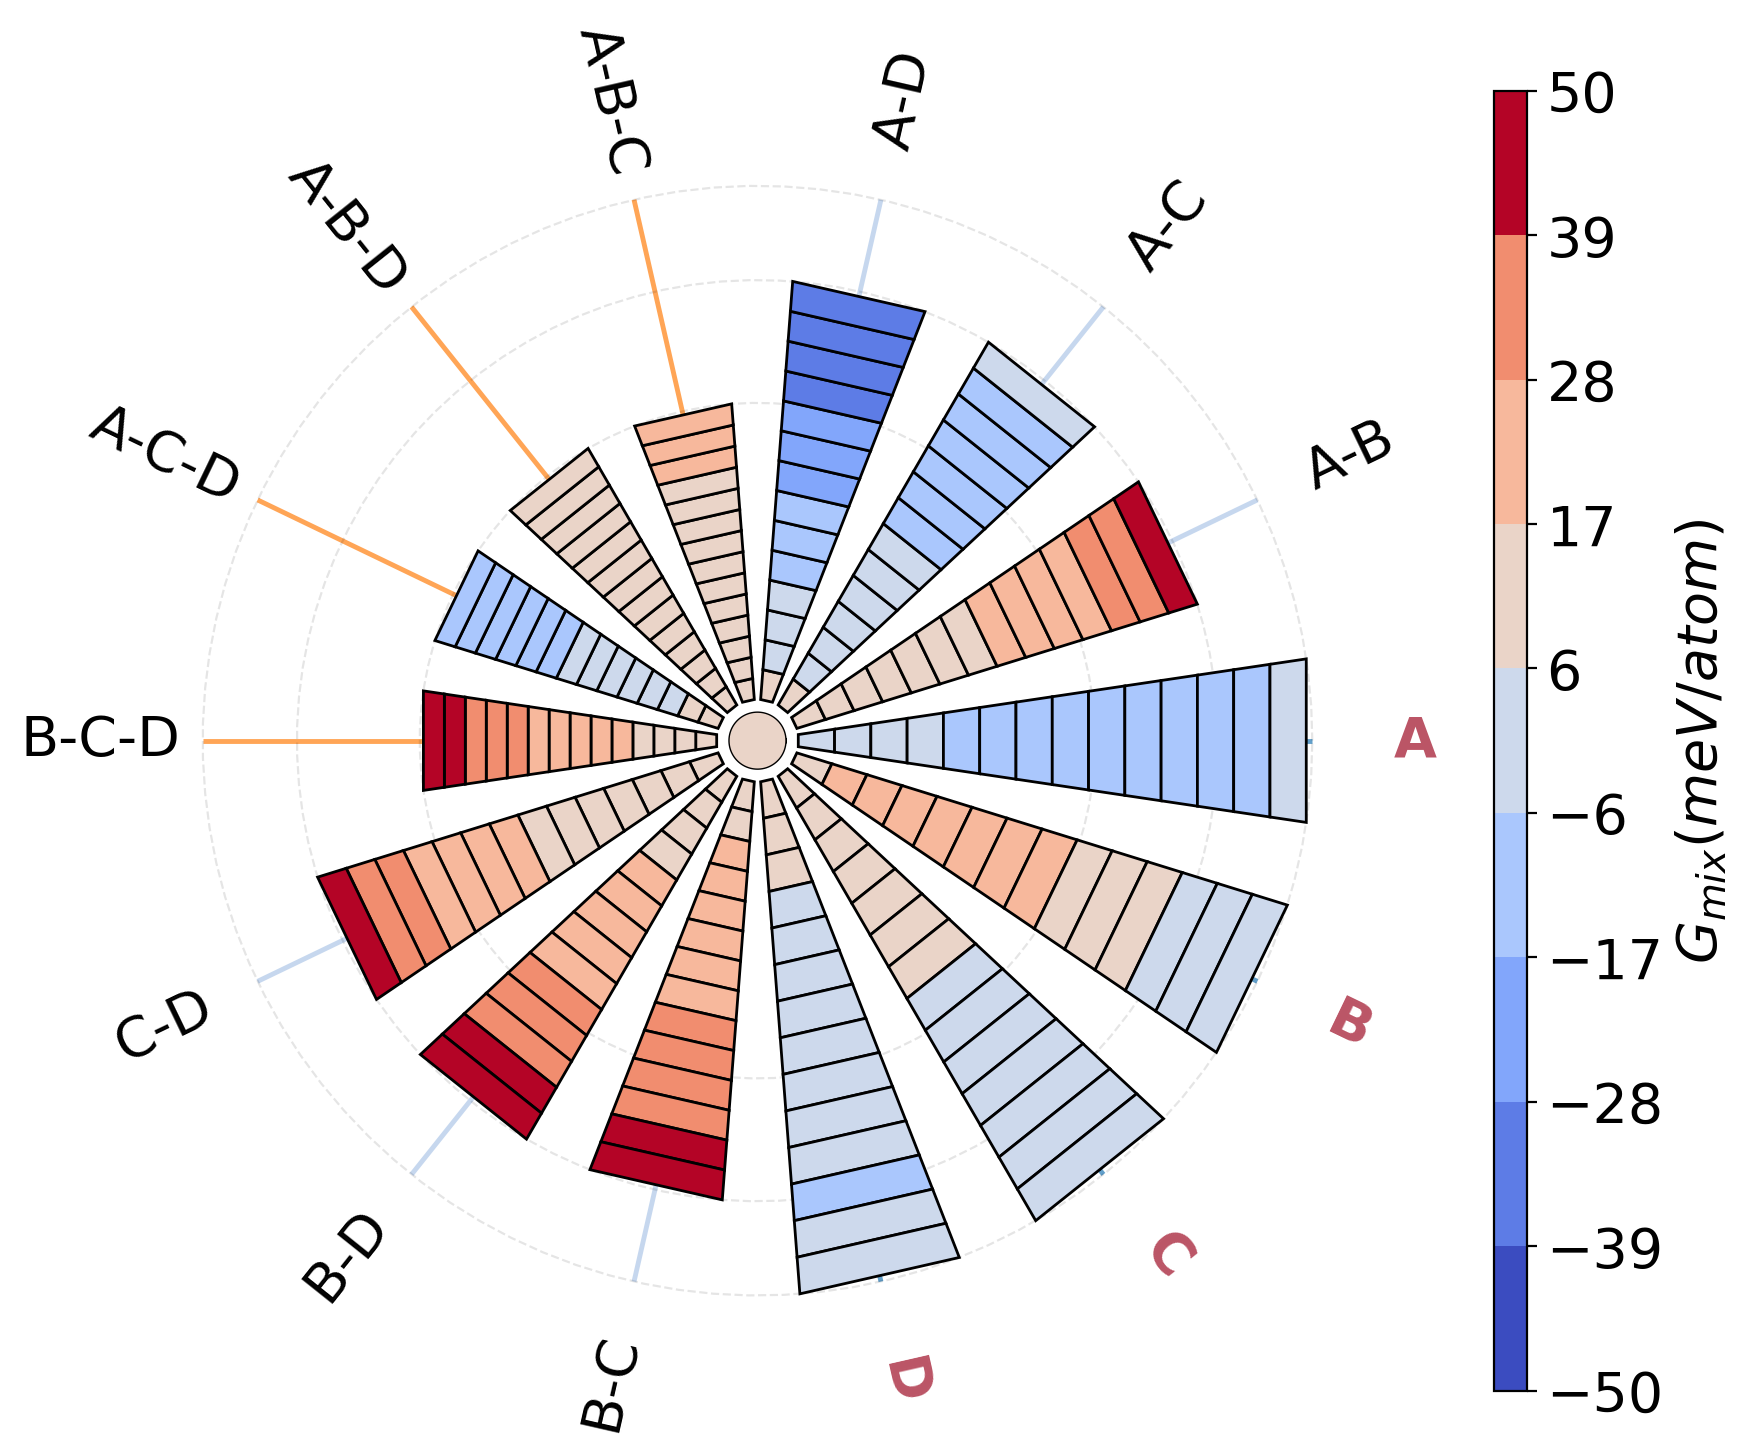 A-B-C
A-D
A-B-D
A-C
A-C-D
A-B
B-C-D
A
C-D
B
B-D
C
B-C
D
50
39
28
17
6
−6
−17
−28
−39
−50
G_mix(meV/atom)